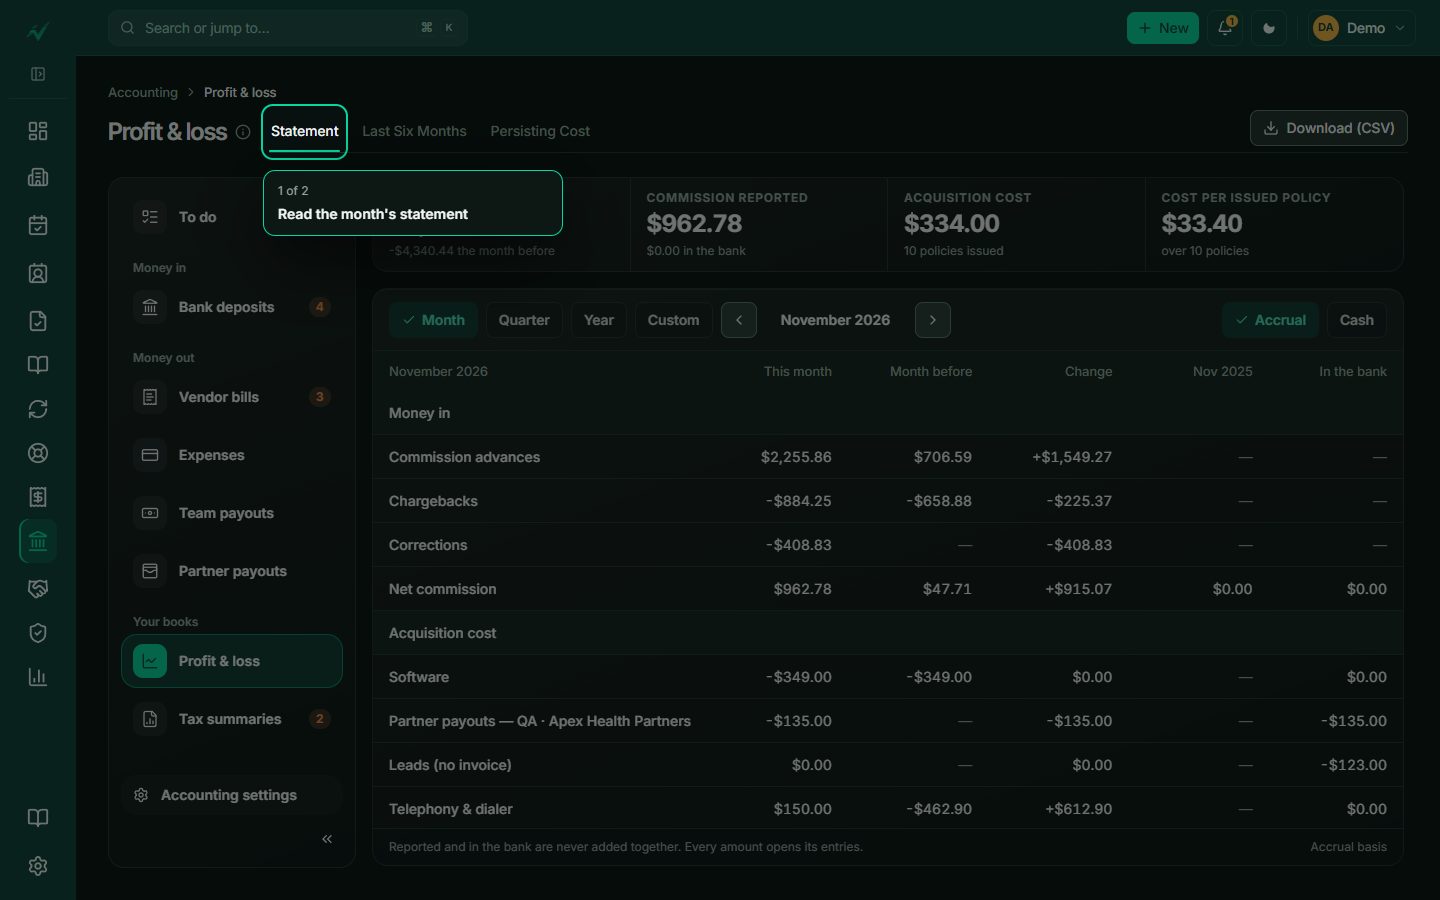 Search or jump to...
⌘ K
New
1
DA
Demo
Accounting > Profit & loss
Profit & loss
Statement
Last Six Months
Persisting Cost
Download (CSV)
1 of 2
Read the month's statement
-$4,340.44 the month before
COMMISSION REPORTED
$962.78
$0.00 in the bank
ACQUISITION COST
$334.00
10 policies issued
COST PER ISSUED POLICY
$33.40
over 10 policies
To do
Money in
Bank deposits 4
Money out
Vendor bills 3
Expenses
Team payouts
Partner payouts
Your books
Profit & loss
Tax summaries 2
Accounting settings
Month
Quarter
Year
Custom
November 2026
Accrual
Cash
November 2026 This month Month before Change Nov 2025 In the bank
Money in
Commission advances $2,255.86 $706.59 +$1,549.27 — —
Chargebacks -$884.25 -$658.88 -$225.37 — —
Corrections -$408.83 — -$408.83 — —
Net commission $962.78 $47.71 +$915.07 $0.00 $0.00
Acquisition cost
Software -$349.00 -$349.00 $0.00 — $0.00
Partner payouts — QA · Apex Health Partners -$135.00 — -$135.00 — -$135.00
Leads (no invoice) $0.00 — $0.00 — -$123.00
Telephony & dialer $150.00 -$462.90 +$612.90 — $0.00
Reported and in the bank are never added together. Every amount opens its entries.
Accrual basis